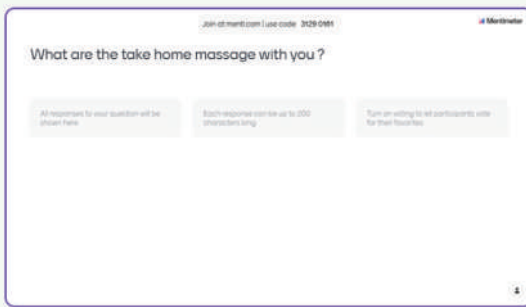 Join at menti.com | use code 3129 0161
Mentimeter
What are the take home massage with you ?
All responses to your question will be
shown here
Each response can be up to 200
characters long
Turn on voting to let participants vote
for their favorites